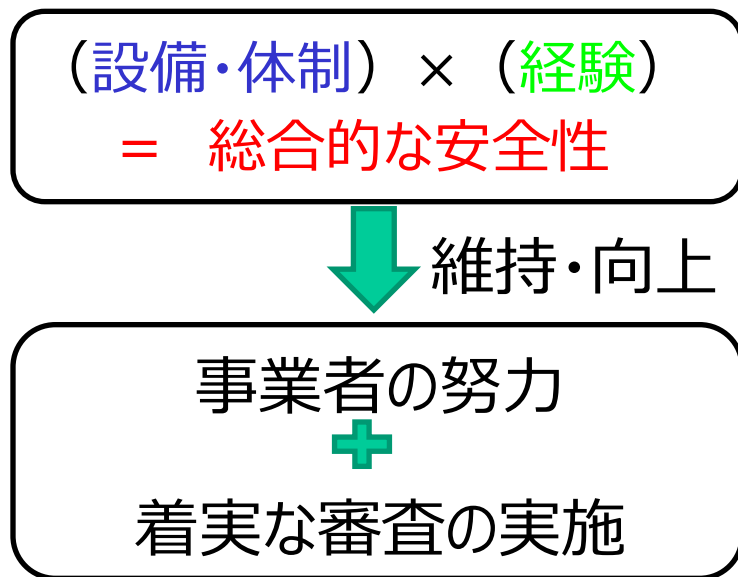 （設備・体制）×（経験）
＝ 総合的な安全性
維持・向上
事業者の努力
着実な審査の実施